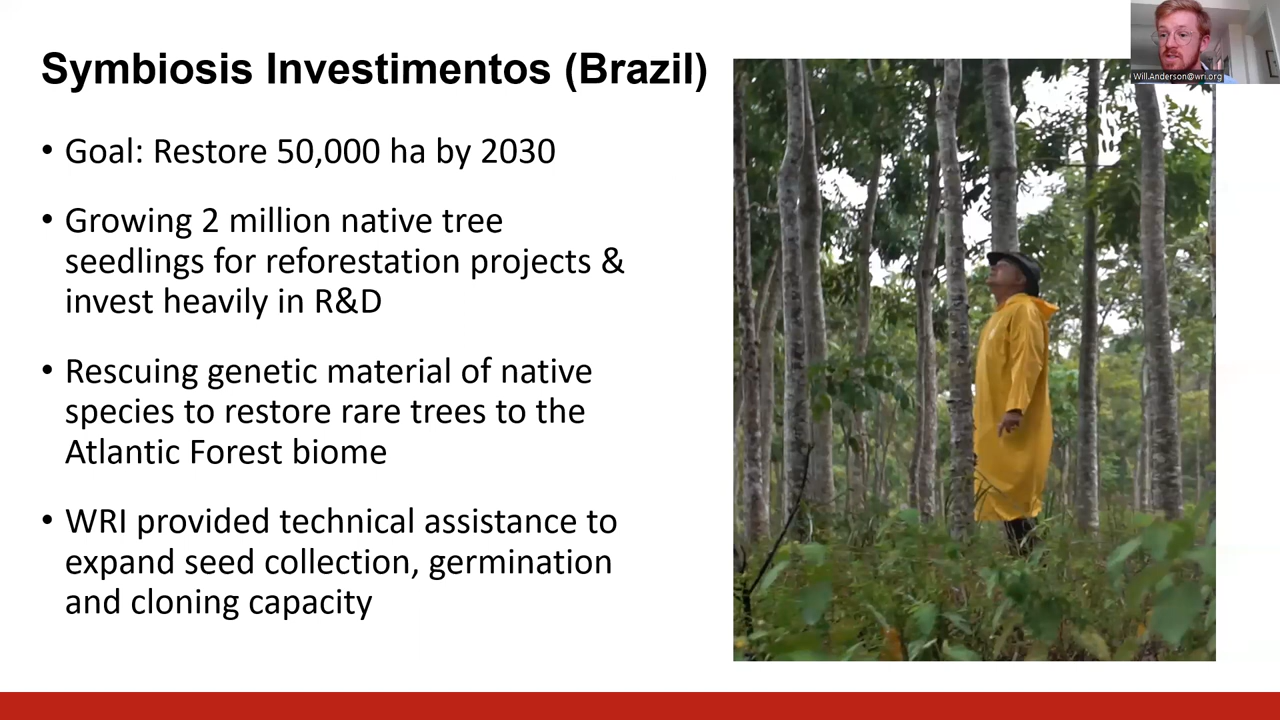 Symbiosis Investimentos (Brazil)
• Goal: Restore 50,000 ha by 2030
• Growing 2 million native tree
seedlings for reforestation projects &
invest heavily in R&D
• Rescuing genetic material of native
species to restore rare trees to the
Atlantic Forest biome
• WRI provided technical assistance to
expand seed collection, germination
and cloning capacity
Will.Anderson@wri.org